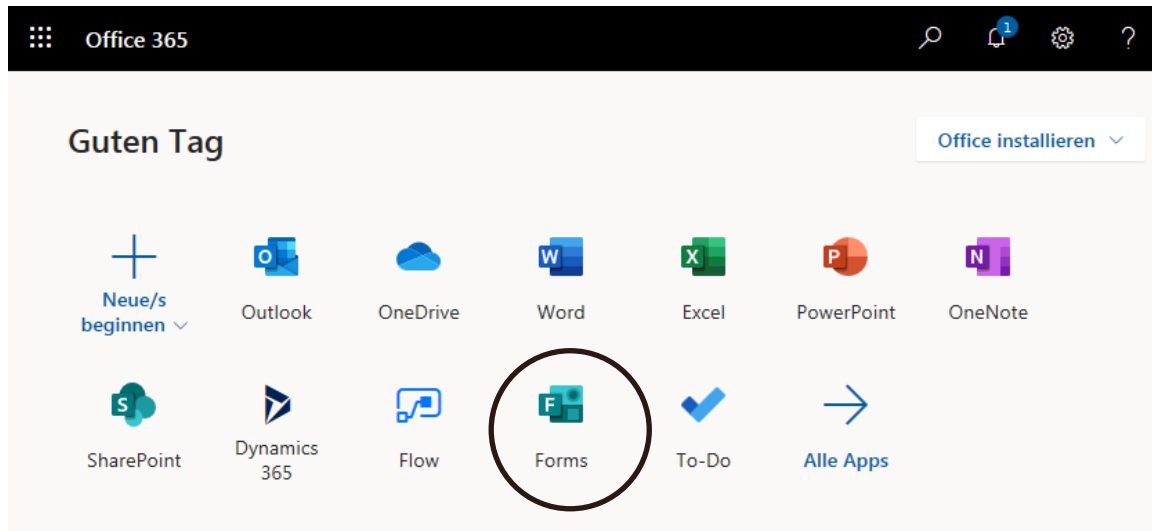 Office 365
1
?
Guten Tag
Office installieren
Neue/s
beginnen
Outlook
OneDrive
Word
Excel
PowerPoint
OneNote
SharePoint
Dynamics
365
Flow
Forms
To-Do
Alle Apps